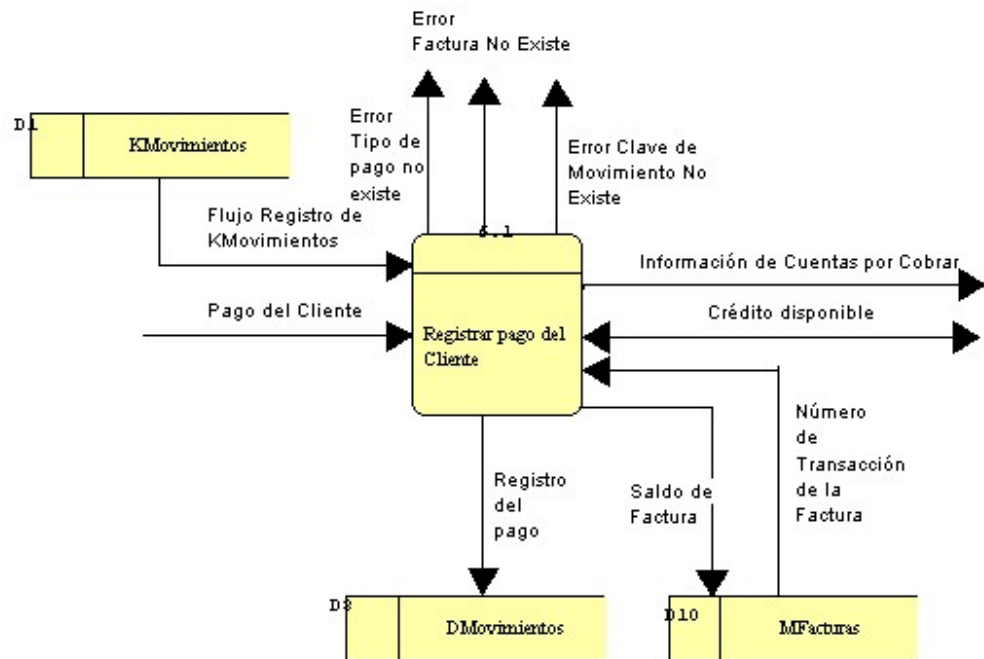 Error
Factura No Existe
D1
KMovimientos
Error
Tipo de
pago no
existe
Error Clave de
Movimiento No
Existe
Flujo Registro de
KMovimientos
Información de Cuentas por Cobrar
Pago del Cliente
Crédito disponible
Registrar pago del
Cliente
Número
de
Transacción
de la
Factura
Registro
del
pago
Saldo de
Factura
DMovimientos
D10
MFacturas